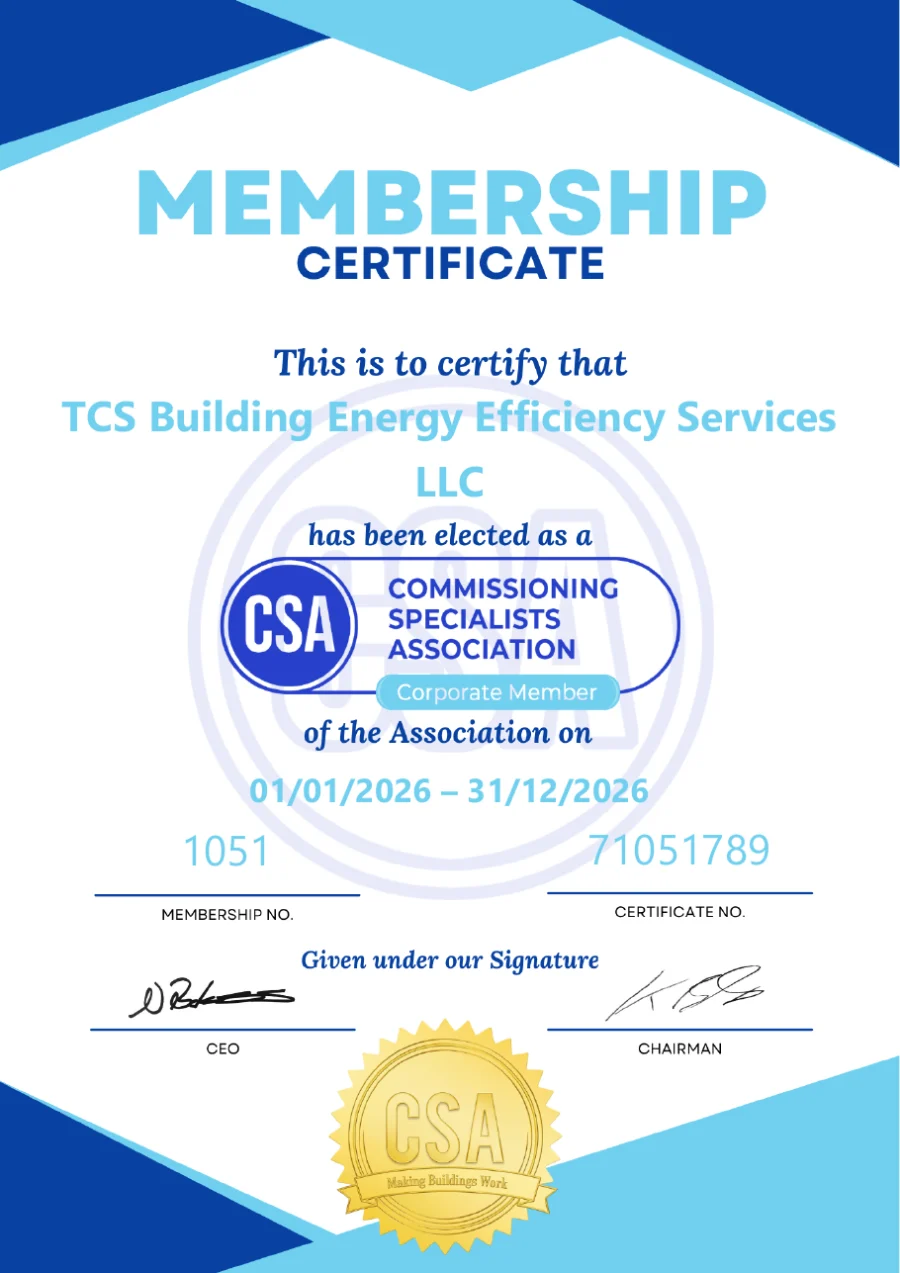 MEMBERSHIP
CERTIFICATE
This is to certify that
TCS Building Energy Efficiency Services
LLC
has been elected as a
CSA
COMMISSIONING
SPECIALISTS
ASSOCIATION
Corporate Member
of the Association on
01/01/2026 – 31/12/2026
1051
71051789
MEMBERSHIP NO.
CERTIFICATE NO.
Given under our Signature
CEO
CHAIRMAN
CSA
Making Buildings Work
CSA